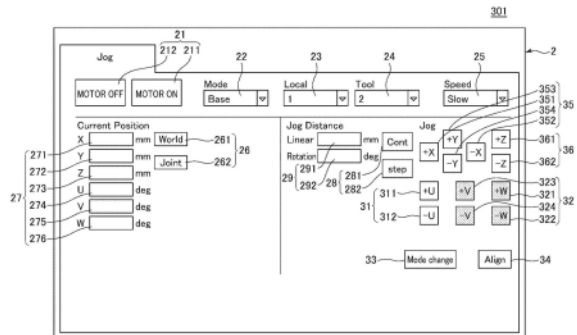 301
21
Jog
212
211
22
23
24
25
2
353
351
354
352
35
MOTOR OFF
MOTOR ON
Mode
Local
Tool
Speed
Base
1
2
Slow
Current Position
Jog Distance
Jog
271
X
mm
World
261
Linear
mm
Cont
+X
+Y
-X
+Z
361
272
Y
mm
Joint
262
26
Rotation
deg
-Y
-Z
362
36
273
Z
mm
291
281
step
27
274
U
deg
29
292
28
282
311
+U
+V
323
+W
321
275
V
deg
31
324
32
276
W
deg
312
-U
-V
-W
322
33
Mode change
Align
34